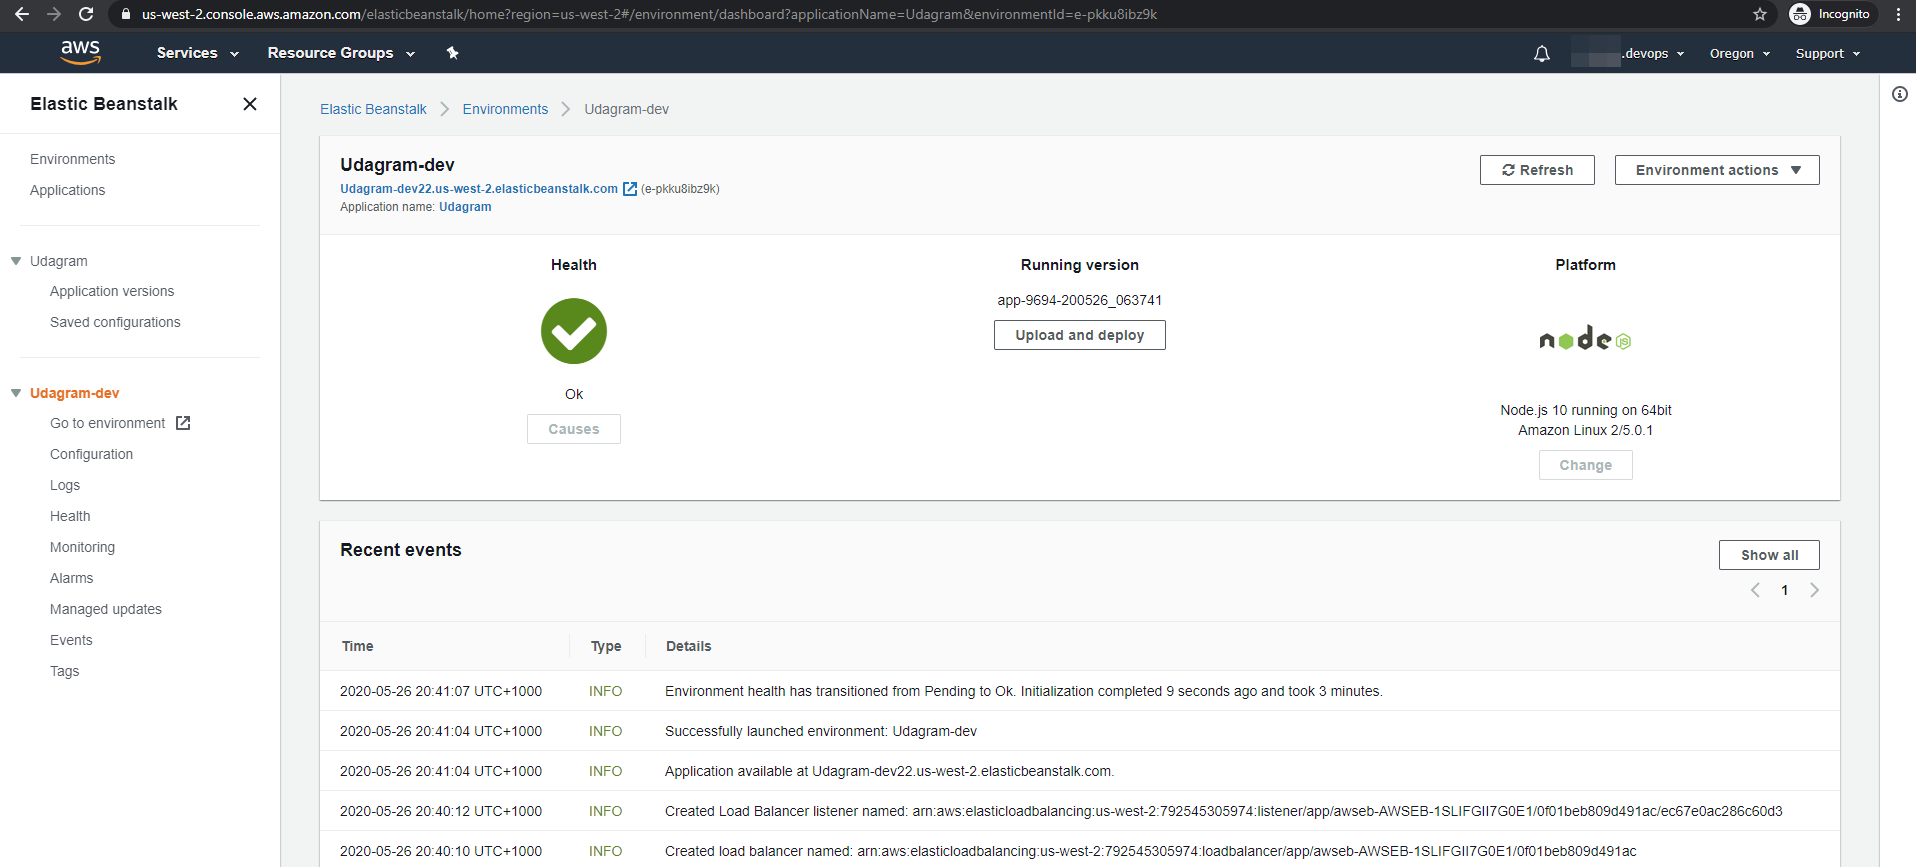 us-west-2.console.aws.amazon.com/elasticbeanstalk/home?region=us-west-2#/environment/dashboard?applicationName=Udagram&environmentId=e-pkku8ibz9k
Incognito
aws
Services
Resource Groups
.devops
Oregon
Support
Elastic Beanstalk
Environments
Applications
Udagram
Application versions
Saved configurations
Udagram-dev
Go to environment
Configuration
Logs
Health
Monitoring
Alarms
Managed updates
Events
Tags
Elastic Beanstalk
Environments
Udagram-dev
Udagram-dev
Udagram-dev22.us-west-2.elasticbeanstalk.com (e-pkku8ibz9k)
Application name: Udagram
Refresh
Environment actions
Health
Ok
Causes
Running version
app-9694-200526_063741
Upload and deploy
Platform
node JS
Node.js 10 running on 64bit
Amazon Linux 2/5.0.1
Change
Recent events
Show all
1
Time Type Details
2020-05-26 20:41:07 UTC+1000 INFO Environment health has transitioned from Pending to Ok. Initialization completed 9 seconds ago and took 3 minutes.
2020-05-26 20:41:04 UTC+1000 INFO Successfully launched environment: Udagram-dev
2020-05-26 20:41:04 UTC+1000 INFO Application available at Udagram-dev22.us-west-2.elasticbeanstalk.com.
2020-05-26 20:40:12 UTC+1000 INFO Created Load Balancer listener named: arn:aws:elasticloadbalancing:us-west-2:792545305974:listener/app/awseb-AWSEB-1SLIFGII7G0E1/0f01beb809d491ac/ec67e0ac286c60d3
2020-05-26 20:40:10 UTC+1000 INFO Created load balancer named: arn:aws:elasticloadbalancing:us-west-2:792545305974:loadbalancer/app/awseb-AWSEB-1SLIFGII7G0E1/0f01beb809d491ac